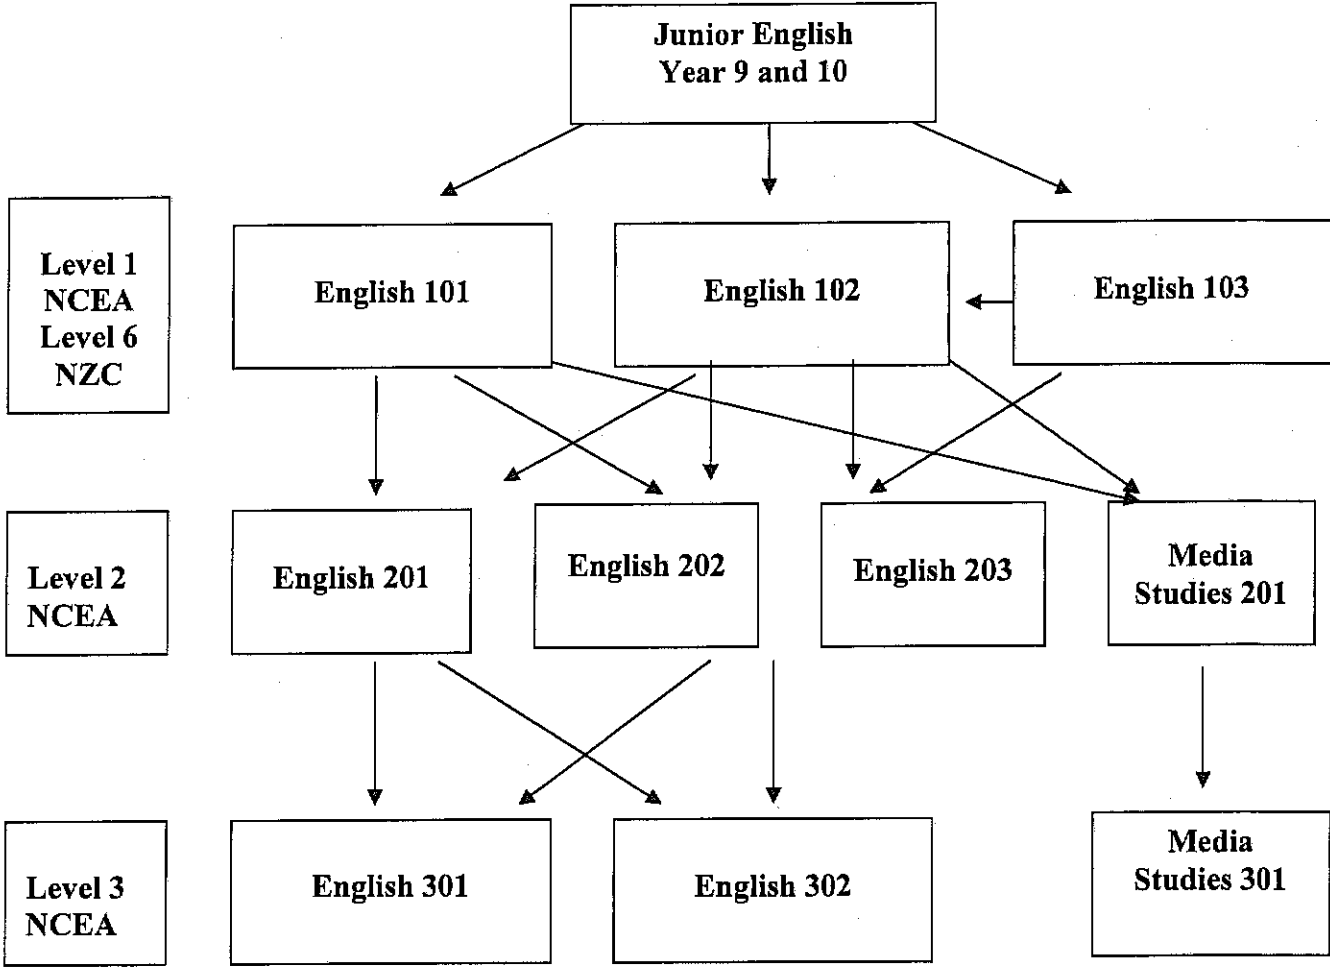 Junior English
Year 9 and 10
Level 1
NCEA
Level 6
NZC
English 101
English 102
English 103
Level 2
NCEA
English 201
English 202
English 203
Media
Studies 201
Level 3
NCEA
English 301
English 302
Media
Studies 301